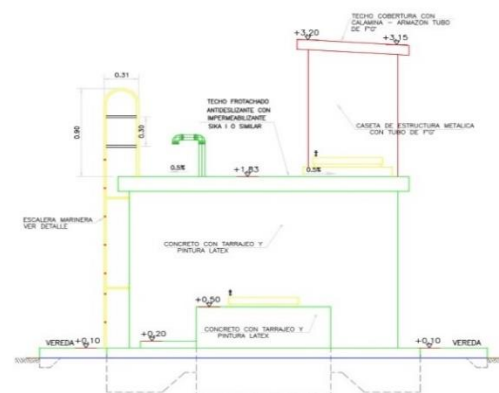 TECHO COBERTURA CON
CALAMINA - ARMAZON TUBO
DE F°G°
+3.20
+3.15
0.31
0.90
0.30
TECHO FROTACHADO
ANTIDESLIZANTE CON
IMPERMEABILIZANTE
SIKA 1 O SIMILAR
CASETA DE ESTRUCTURA METALICA
CON TUBO DE F°G°
0.5%
+1.83
0.5%
ESCALERA MARINERA
VER DETALLE
CONCRETO CON TARRAJEO Y
PINTURA LATEX
+0.50
+0.20
CONCRETO CON TARRAJEO Y
PINTURA LATEX
VEREDA
+0.10
+0.10
VEREDA